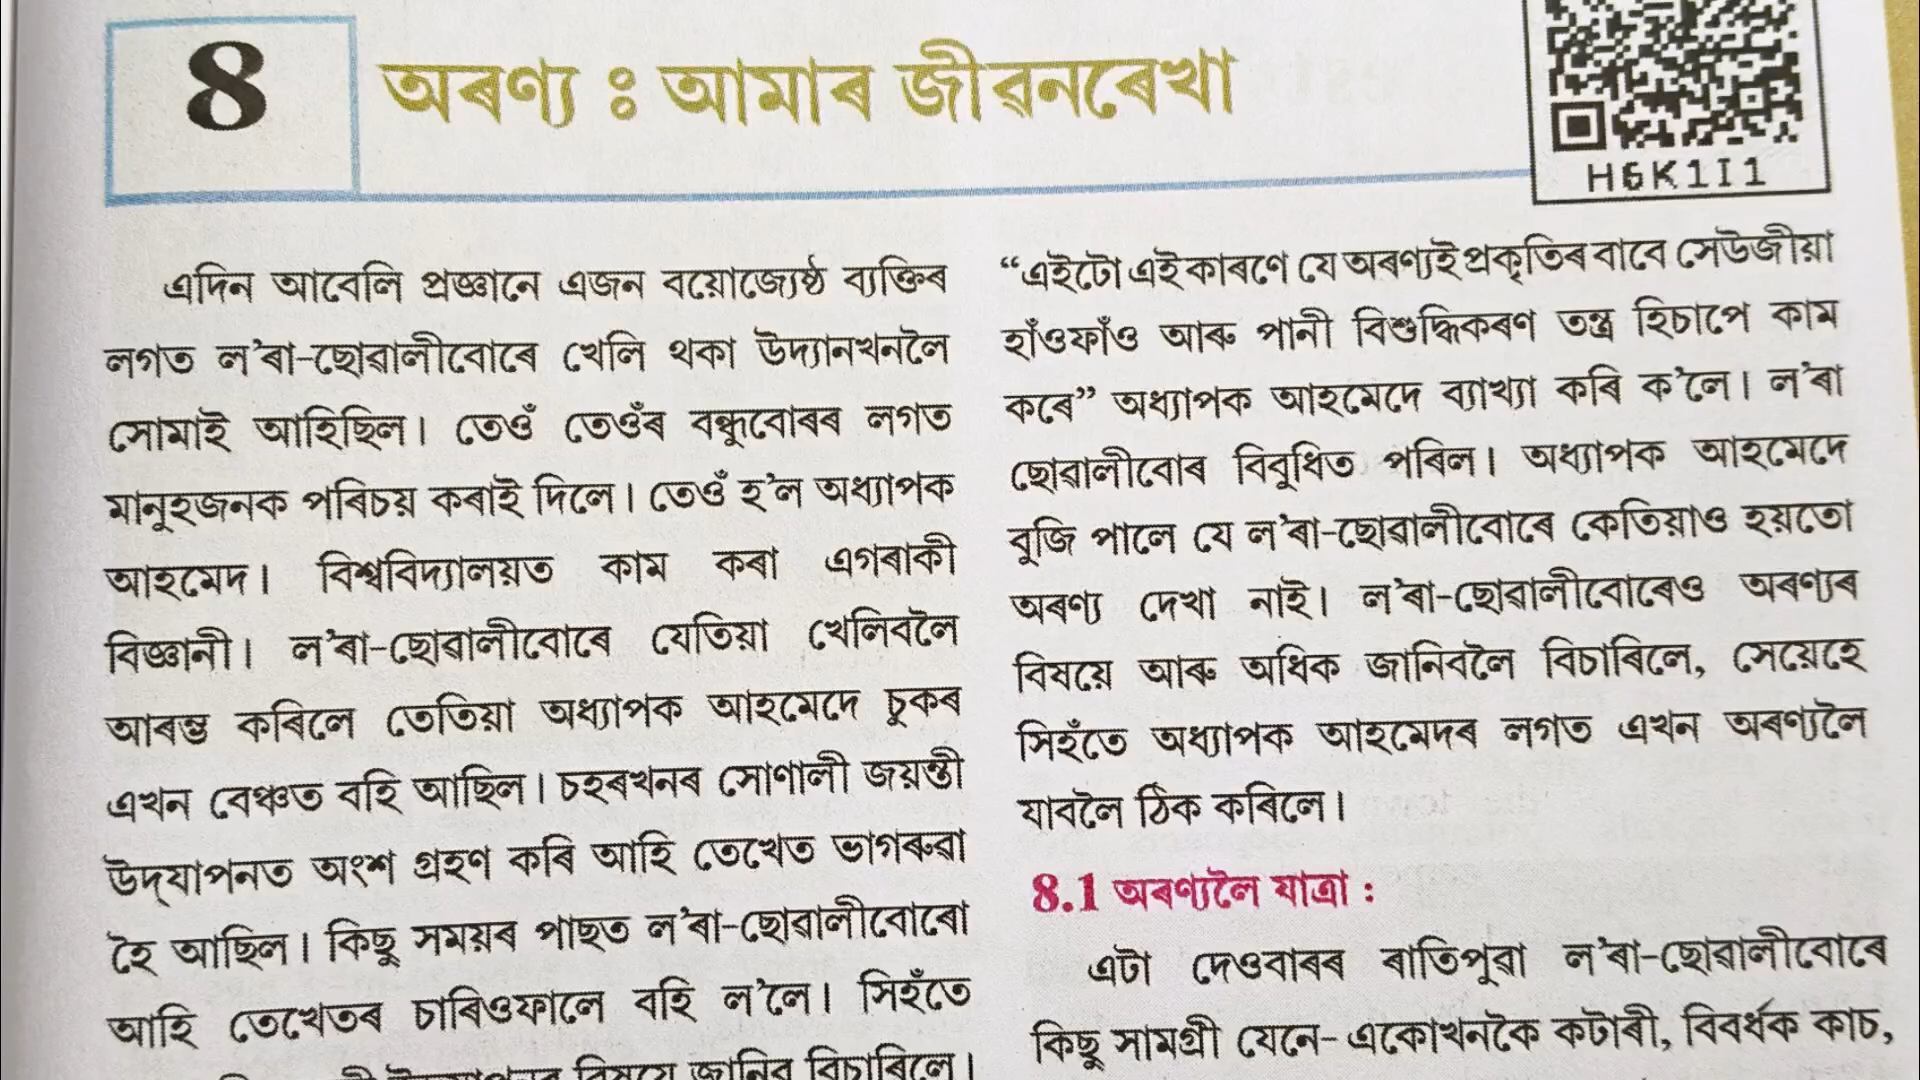 8
অৰণ্য ঃ আমাৰ জীৱনৰেখা
H6K1I1
এদিন আবেলি প্ৰজ্ঞানে এজন বয়োজ্যেষ্ঠ ব্যক্তিৰ
লগত ল’ৰা-ছোৱালীবোৰে খেলি থকা উদ্যানখনলৈ
সোমাই আহিছিল। তেওঁ তেওঁৰ বন্ধুবোৰৰ লগত
মানুহজনক পৰিচয় কৰাই দিলে। তেওঁ হ’ল অধ্যাপক
আহমেদ। বিশ্ববিদ্যালয়ত কাম কৰা এগৰাকী
বিজ্ঞানী। ল’ৰা-ছোৱালীবোৰে যেতিয়া খেলিবলৈ
আৰম্ভ কৰিলে তেতিয়া অধ্যাপক আহমেদে চুকৰ
এখন বেঞ্চত বহি আছিল। চহৰখনৰ সোণালী জয়ন্তী
উদ্‌যাপনত অংশ গ্ৰহণ কৰি আহি তেখেত ভাগৰুৱা
হৈ আছিল। কিছু সময়ৰ পাছত ল’ৰা-ছোৱালীবোৰো
আহি তেখেতৰ চাৰিওফালে বহি ল’লে। সিহঁতে
বিষয়ে জানিব বিচাৰিলে।
“এইটো এই কাৰণে যে অৰণ্যই প্ৰকৃতিৰ বাবে সেউজীয়া
হাঁওফাঁও আৰু পানী বিশুদ্ধিকৰণ তন্ত্ৰ হিচাপে কাম
কৰে” অধ্যাপক আহমেদে ব্যাখ্যা কৰি ক’লে। ল’ৰা
ছোৱালীবোৰ বিবুধিত পৰিল। অধ্যাপক আহমেদে
বুজি পালে যে ল’ৰা-ছোৱালীবোৰে কেতিয়াও হয়তো
অৰণ্য দেখা নাই। ল’ৰা-ছোৱালীবোৰেও অৰণ্যৰ
বিষয়ে আৰু অধিক জানিবলৈ বিচাৰিলে, সেয়েহে
সিহঁতে অধ্যাপক আহমেদৰ লগত এখন অৰণ্যলৈ
যাবলৈ ঠিক কৰিলে।
8.1 অৰণ্যলৈ যাত্ৰা :
এটা দেওবাৰৰ ৰাতিপুৱা ল’ৰা-ছোৱালীবোৰে
কিছু সামগ্ৰী যেনে- একোখনকৈ কটাৰী, বিবৰ্ধক কাচ,